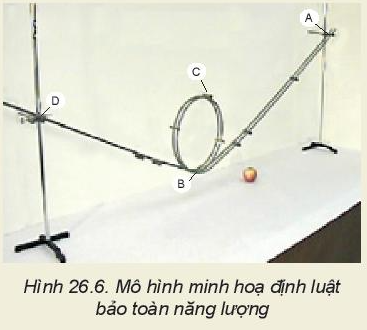 A
C
D
B
Hình 26.6. Mô hình minh hoạ định luật
bảo toàn năng lượng